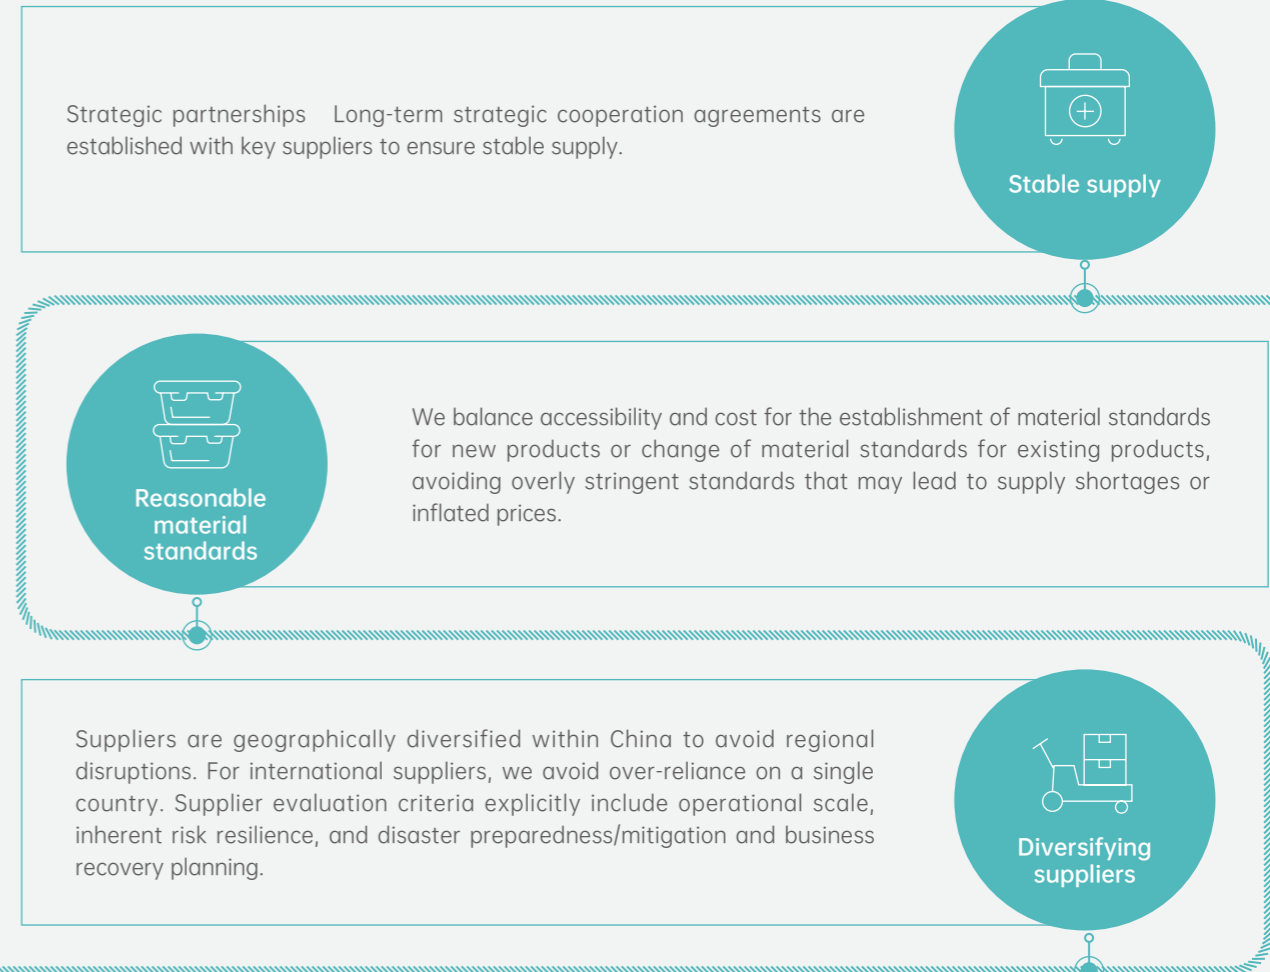 Strategic partnerships Long-term strategic cooperation agreements are
established with key suppliers to ensure stable supply.
Stable supply
Reasonable
material
standards
We balance accessibility and cost for the establishment of material standards
for new products or change of material standards for existing products,
avoiding overly stringent standards that may lead to supply shortages or
inflated prices.
Suppliers are geographically diversified within China to avoid regional
disruptions. For international suppliers, we avoid over-reliance on a single
country. Supplier evaluation criteria explicitly include operational scale,
inherent risk resilience, and disaster preparedness/mitigation and business
recovery planning.
Diversifying
suppliers